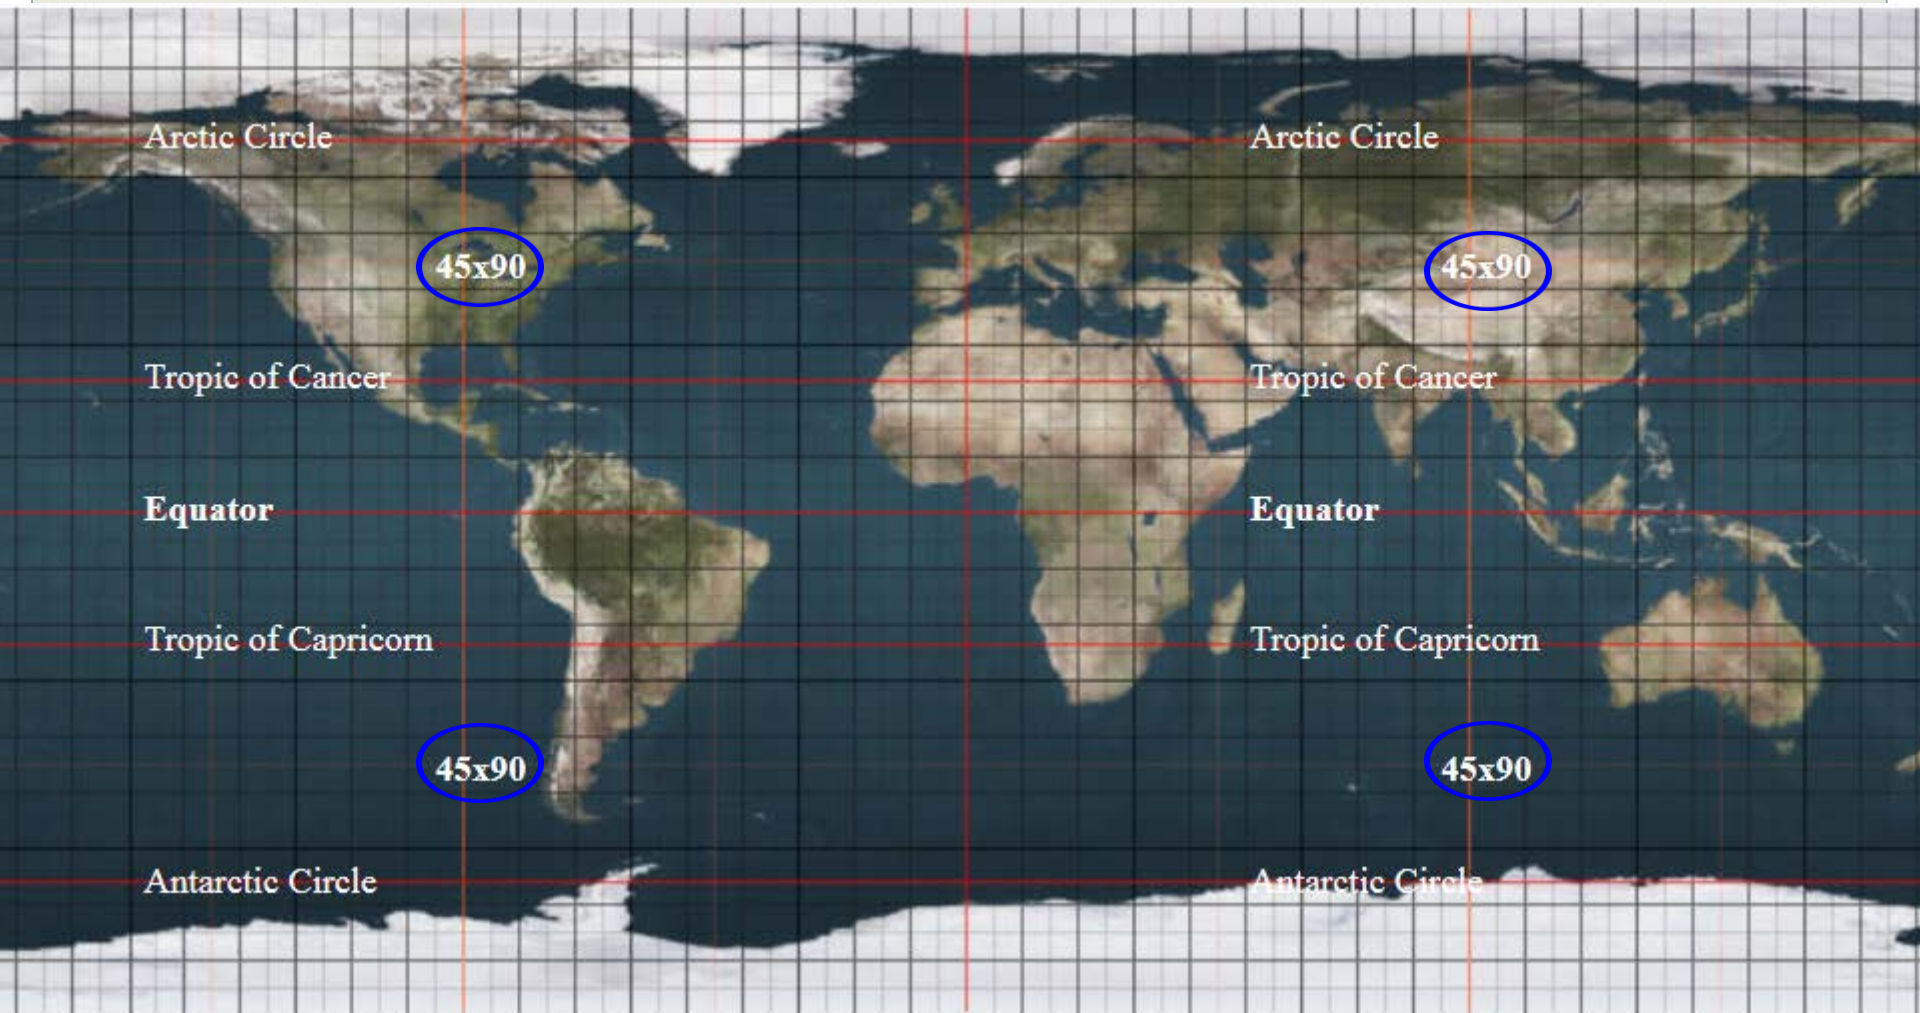 Arctic Circle Arctic Circle
45x90 45x90
Tropic of Cancer Tropic of Cancer
Equator Equator
Tropic of Capricorn Tropic of Capricorn
45x90 45x90
Antarctic Circle Antarctic Circle